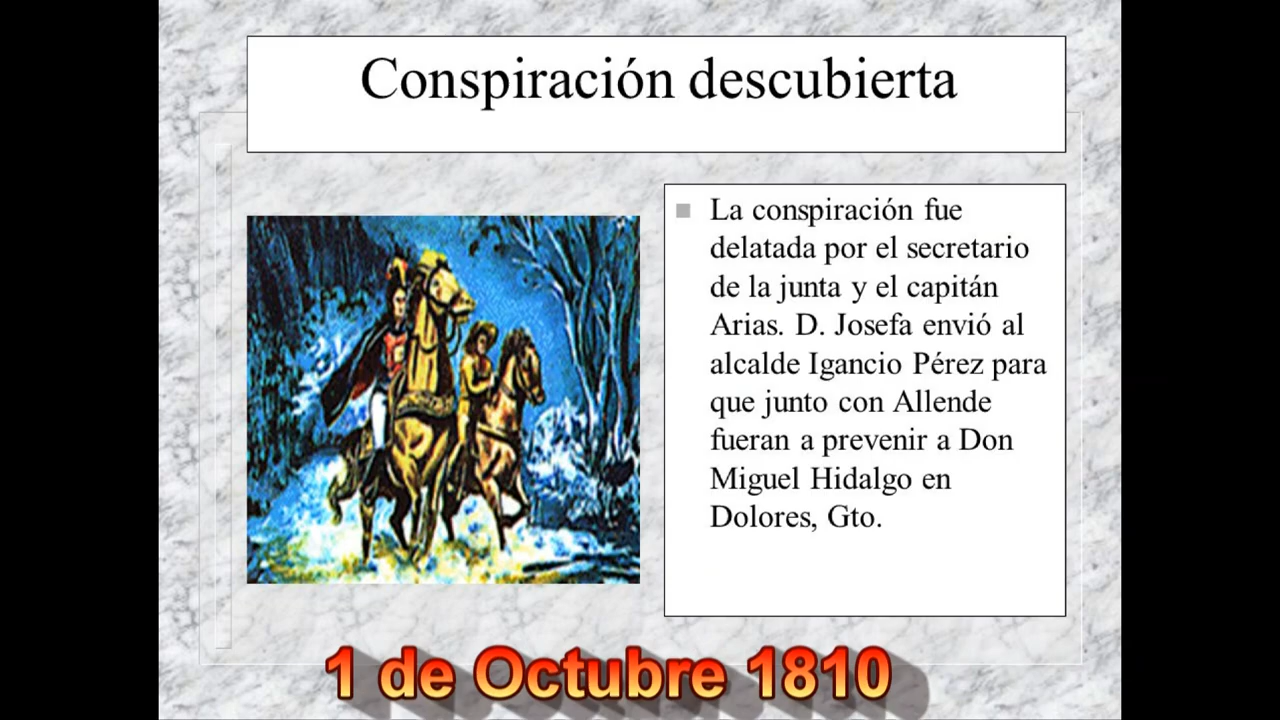 Conspiración descubierta
La conspiración fue
delatada por el secretario
de la junta y el capitán
Arias. D. Josefa envió al
alcalde Igancio Pérez para
que junto con Allende
fueran a prevenir a Don
Miguel Hidalgo en
Dolores, Gto.
1 de Octubre 1810